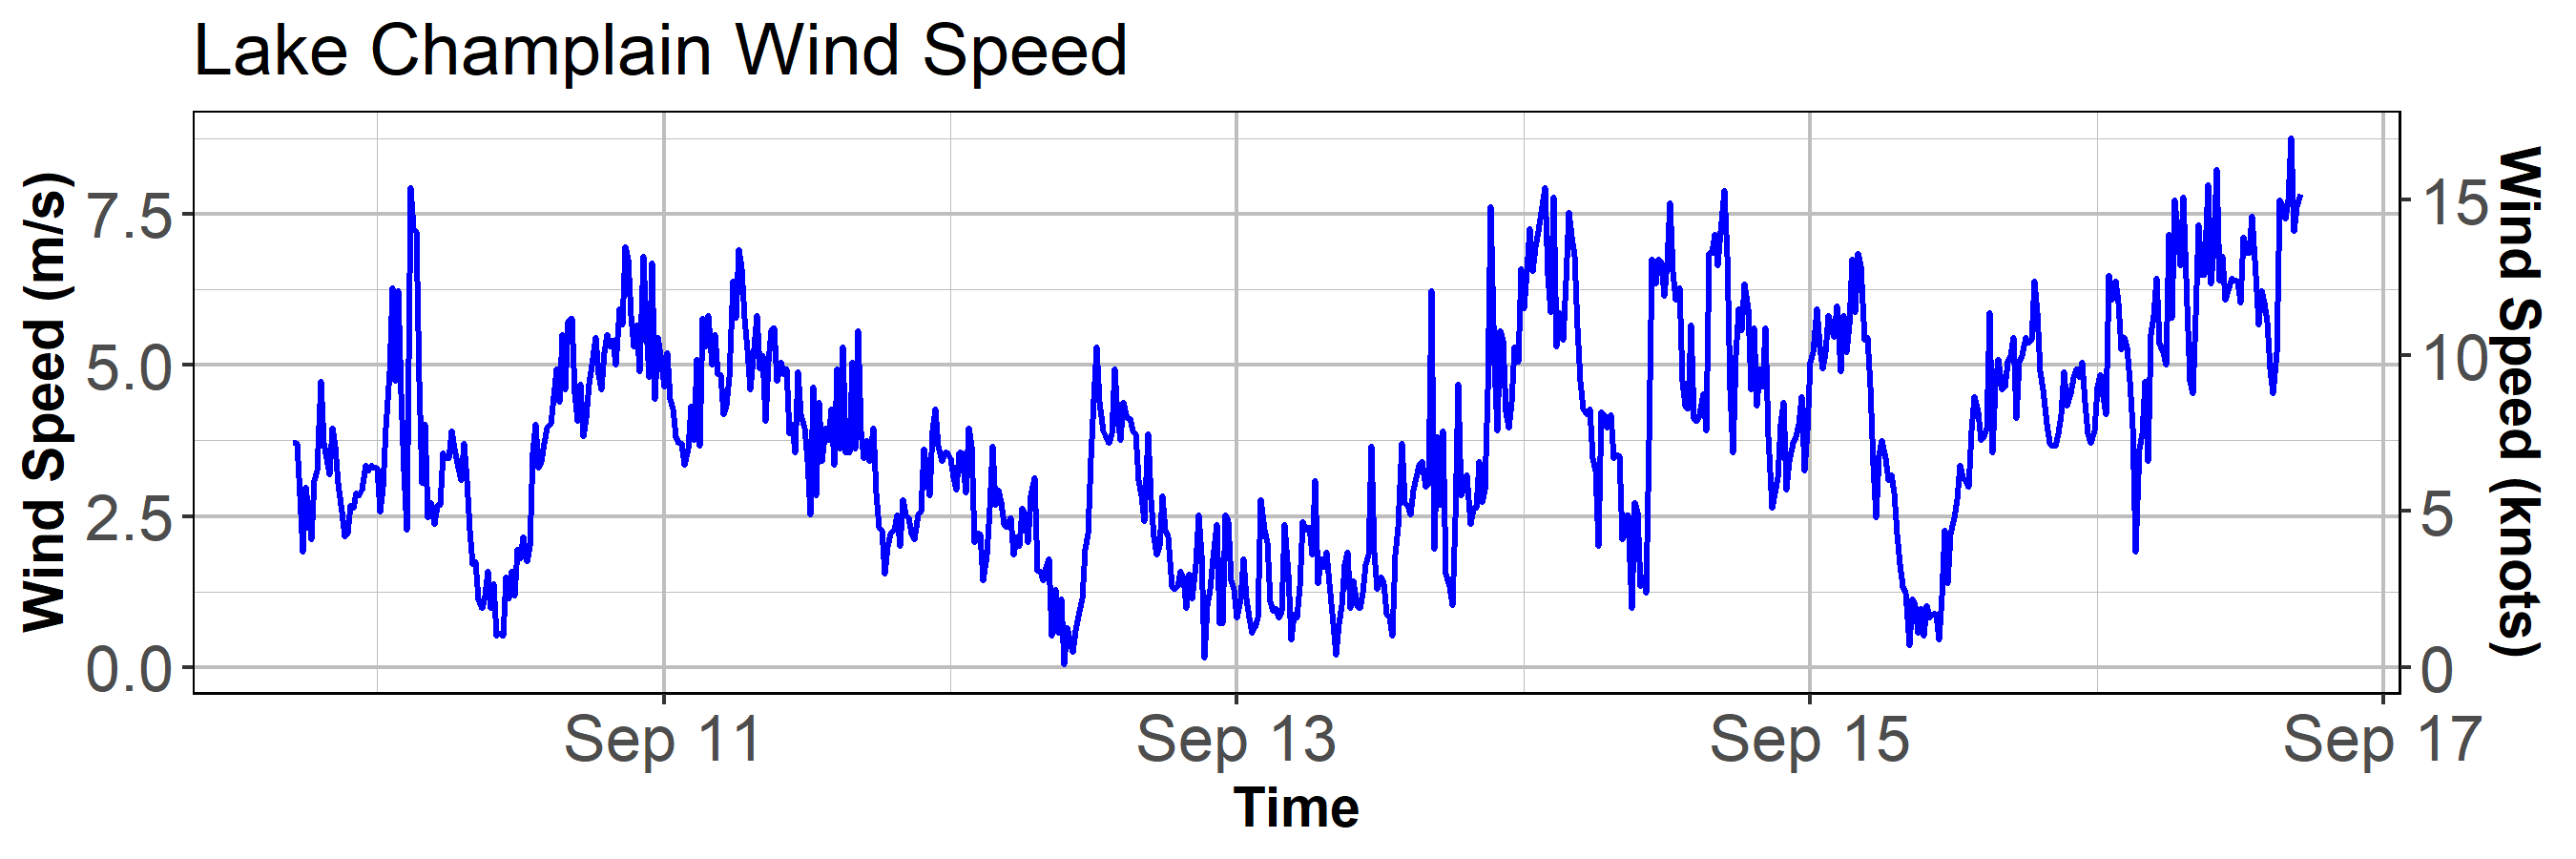 Lake Champlain Wind Speed
Wind Speed (m/s)
7.5
5.0
2.5
0.0
15
10
5
0
Wind Speed (knots)
Sep 11
Sep 13
Sep 15
Sep 17
Time